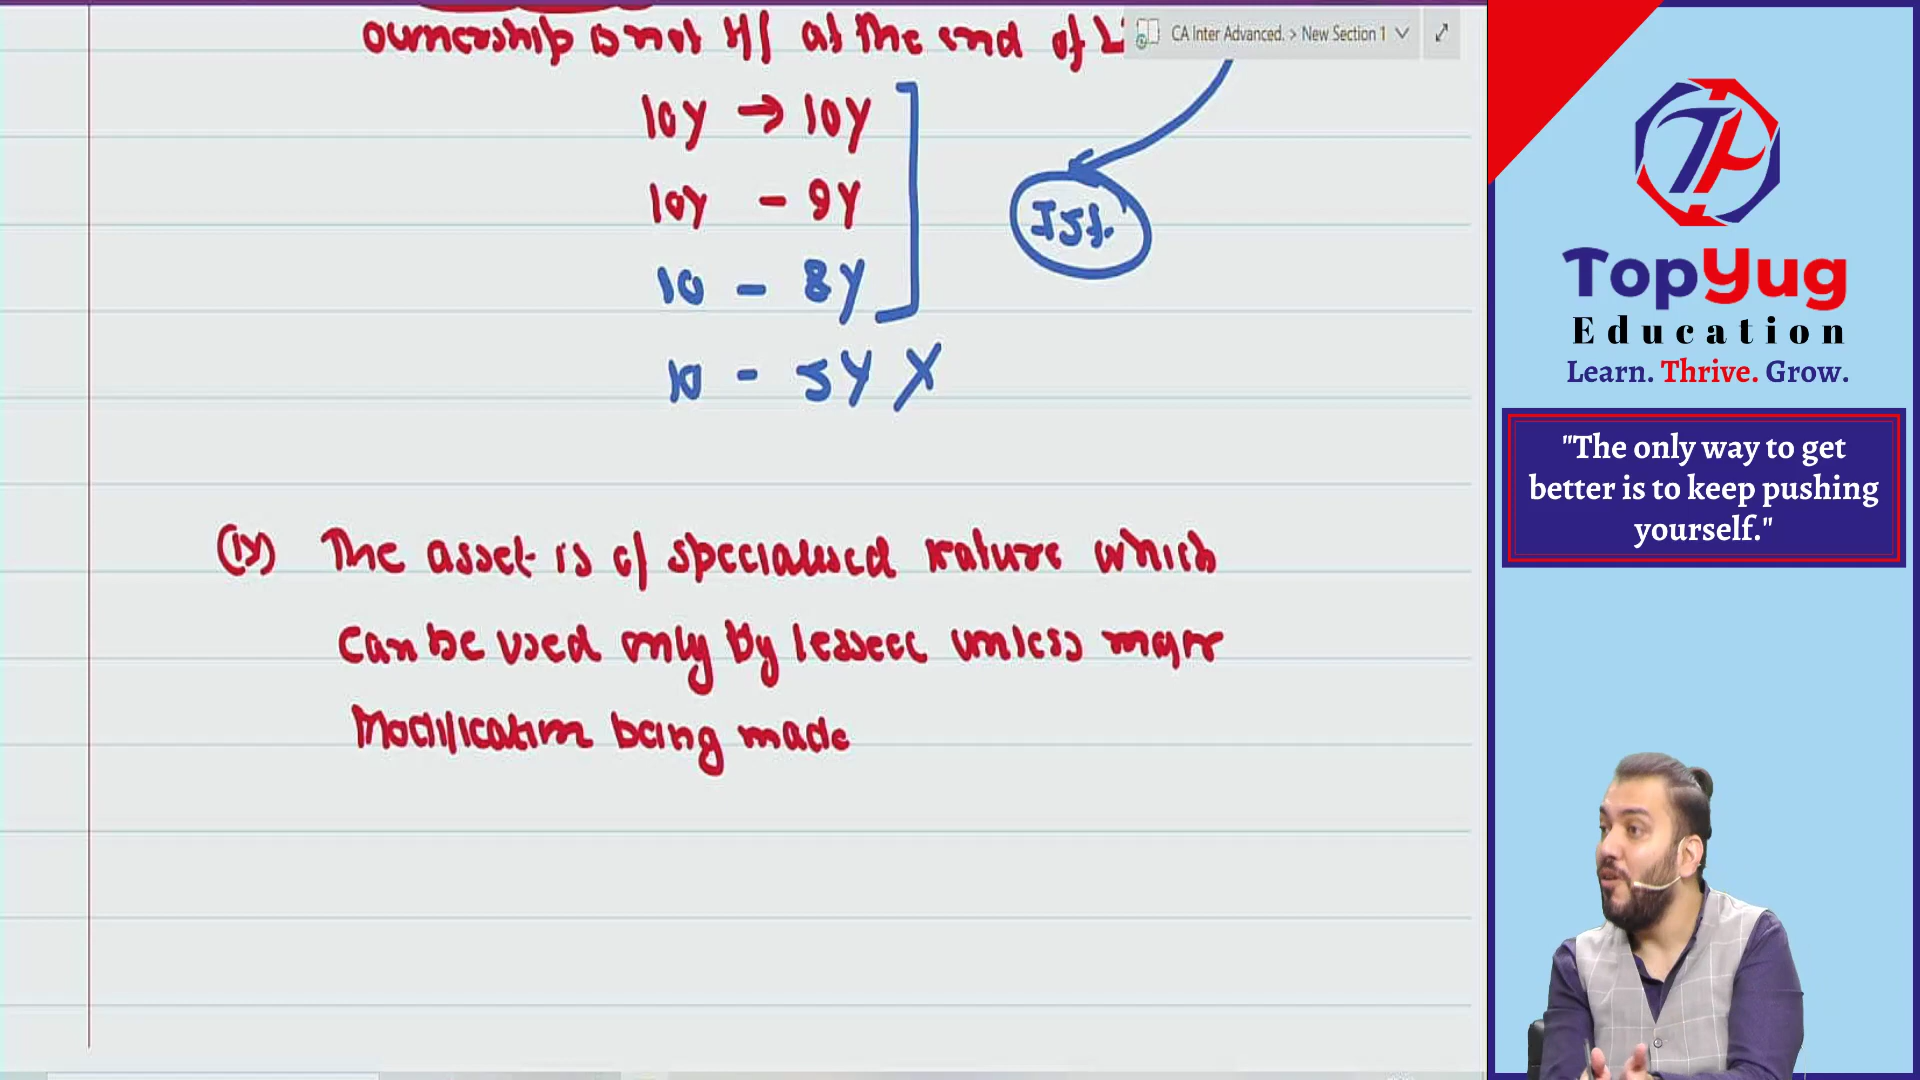 ownership is not t/f at the end of
CA Inter Advanced. > New Section 1
10Y → 10Y
10Y - 9Y
10 - 8Y
10 - 5Y X
(iv) The asset is of specialised nature which
can be used only by lessee unless major
modification being made
TopYug
Education
Learn. Thrive. Grow.
"The only way to get
better is to keep pushing
yourself."